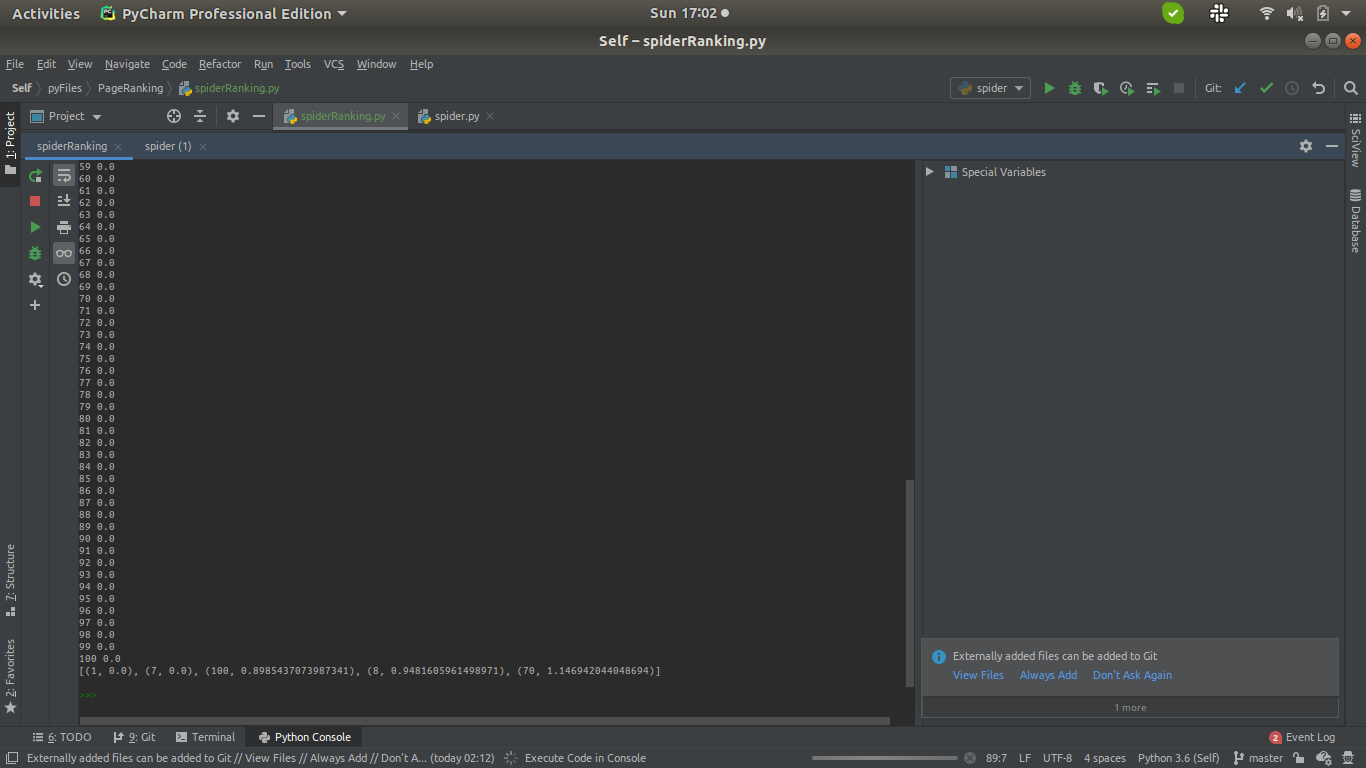 Activities PyCharm Professional Edition Sun 17:02
Self – spiderRanking.py
File Edit View Navigate Code Refactor Run Tools VCS Window Help
Self pyFiles PageRanking spiderRanking.py spider Git:
Project spiderRanking.py spider.py
spiderRanking spider (1)
1: Project
7: Structure
2: Favorites
59 0.0
60 0.0
61 0.0
62 0.0
63 0.0
64 0.0
65 0.0
66 0.0
67 0.0
68 0.0
69 0.0
70 0.0
71 0.0
72 0.0
73 0.0
74 0.0
75 0.0
76 0.0
77 0.0
78 0.0
79 0.0
80 0.0
81 0.0
82 0.0
83 0.0
84 0.0
85 0.0
86 0.0
87 0.0
88 0.0
89 0.0
90 0.0
91 0.0
92 0.0
93 0.0
94 0.0
95 0.0
96 0.0
97 0.0
98 0.0
99 0.0
100 0.0
[(1, 0.0), (7, 0.0), (100, 0.8985437073987341), (8, 0.9481605961498971), (70, 1.146942044048694)]
>>>
Special Variables
SciView
Database
Externally added files can be added to Git
View Files Always Add Don't Ask Again
1 more
6: TODO 9: Git Terminal Python Console 2 Event Log
Externally added files can be added to Git // View Files // Always Add // Don't A... (today 02:12) Execute Code in Console 89:7 LF UTF-8 4 spaces Python 3.6 (Self) master